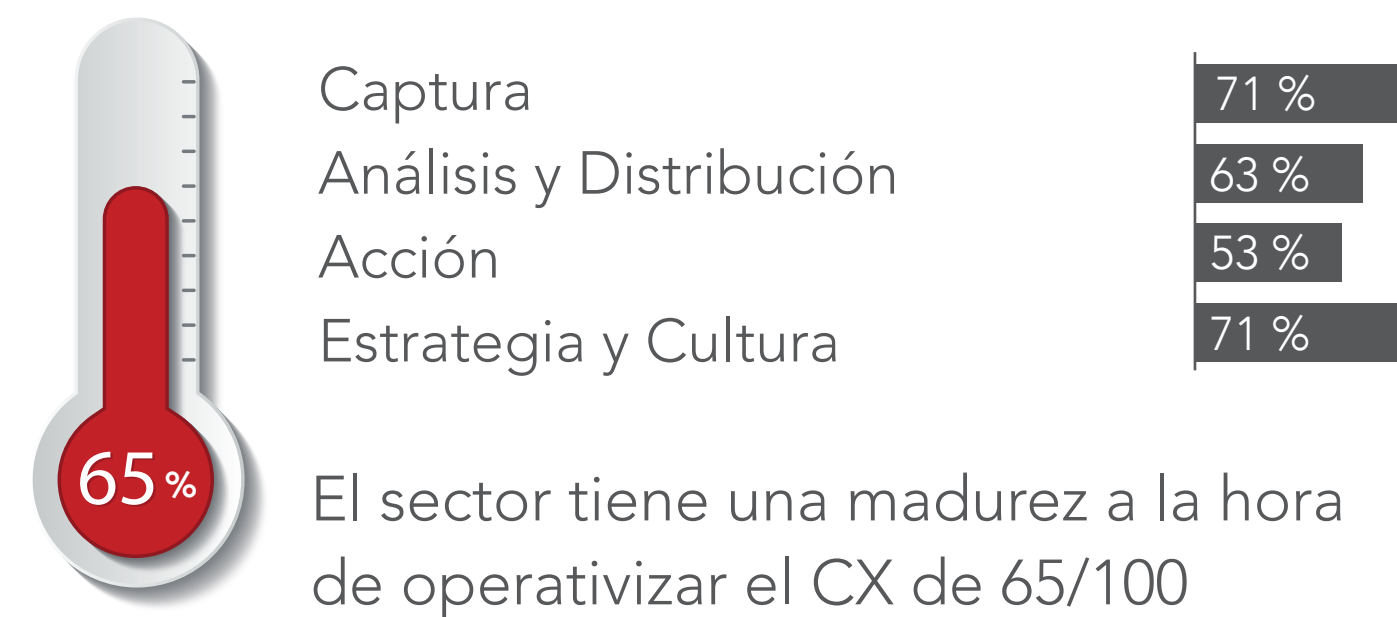 Captura 71 %
Análisis y Distribución 63 %
Acción 53 %
Estrategia y Cultura 71 %
65 %
El sector tiene una madurez a la hora
de operativizar el CX de 65/100